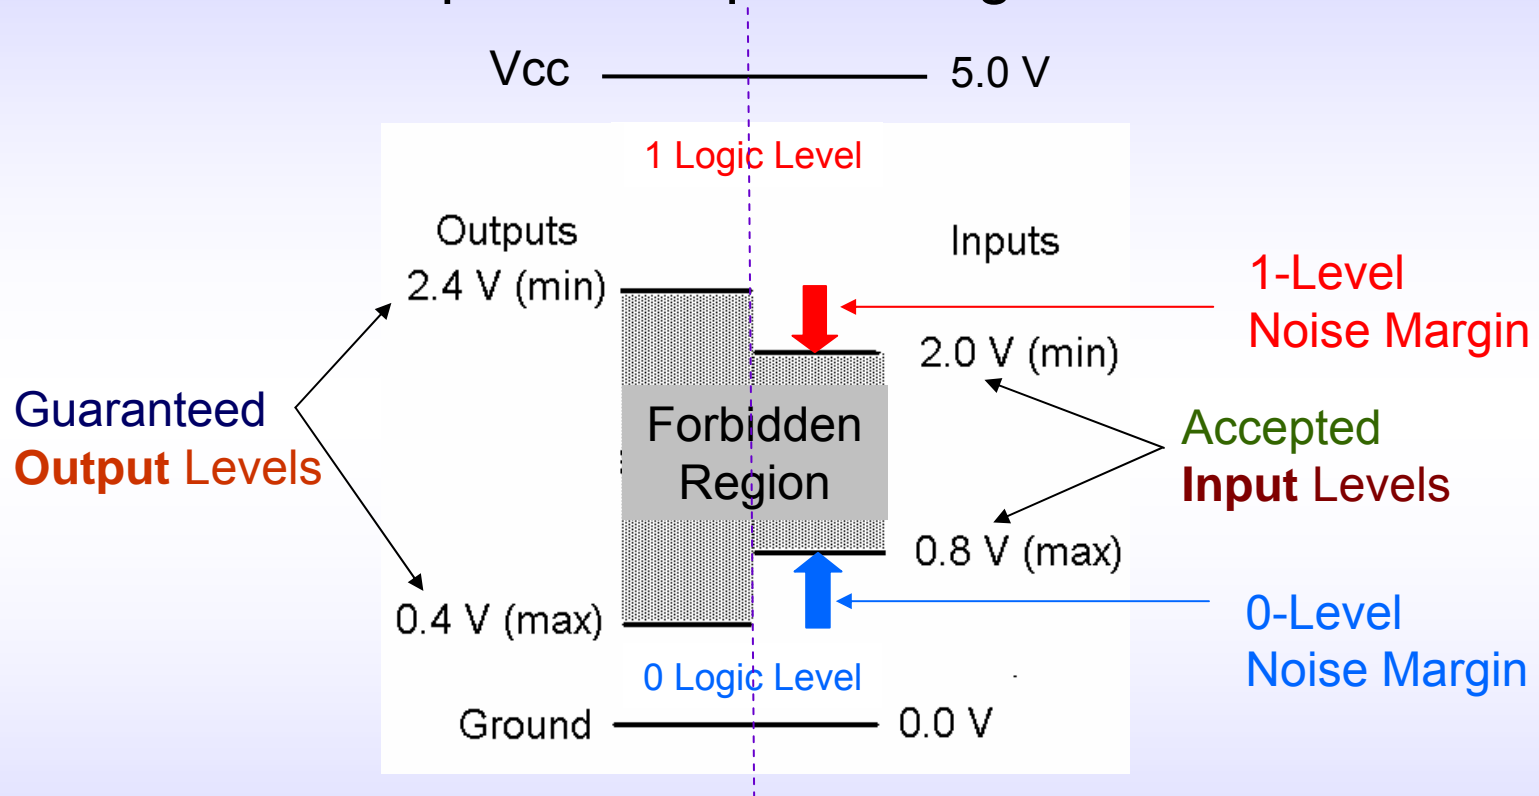 Vcc
5.0 V
1 Logic Level
Outputs
Inputs
2.4 V (min)
1-Level
Noise Margin
2.0 V (min)
Guaranteed
Output Levels
Forbidden
Region
Accepted
Input Levels
0.8 V (max)
0.4 V (max)
0-Level
Noise Margin
0 Logic Level
Ground
0.0 V